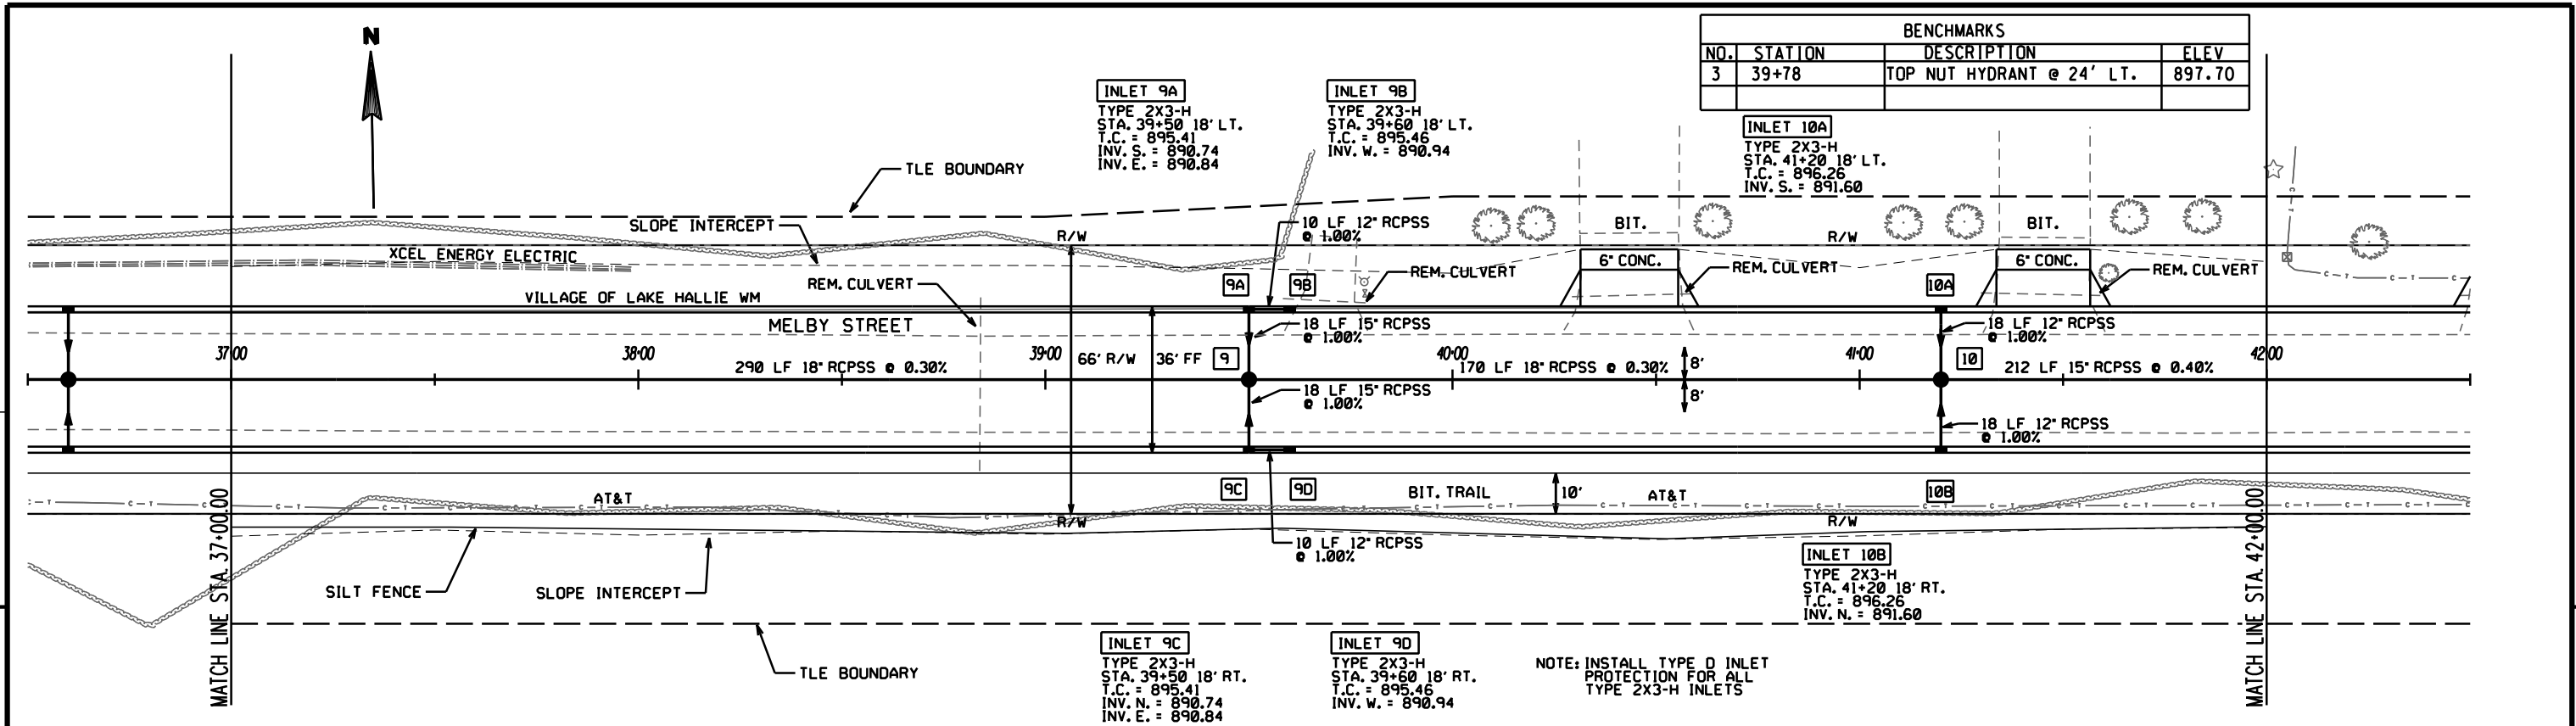 N
BENCHMARKS
NO. STATION DESCRIPTION ELEV
3 39+78 TOP NUT HYDRANT @ 24' LT. 897.70
INLET 9A
TYPE 2X3-H
STA. 39+50 18' LT.
T.C. = 895.41
INV. S. = 890.74
INV. E. = 890.84
INLET 9B
TYPE 2X3-H
STA. 39+60 18' LT.
T.C. = 895.46
INV. W. = 890.94
INLET 10A
TYPE 2X3-H
STA. 41+20 18' LT.
T.C. = 896.26
INV. S. = 891.60
TLE BOUNDARY
SLOPE INTERCEPT
R/W
10 LF 12" RCPSS
@ 1.00%
BIT.
R/W
BIT.
XCEL ENERGY ELECTRIC
6" CONC.
6" CONC.
REM. CULVERT
REM. CULVERT
REM. CULVERT
REM. CULVERT
9A
9B
10A
C - T - C - T - C
VILLAGE OF LAKE HALLIE WM
MELBY STREET
18 LF 15" RCPSS
@ 1.00%
18 LF 12" RCPSS
@ 1.00%
37+00
38+00
39+00
40+00
41+00
42+00
290 LF 18" RCPSS @ 0.30%
66' R/W
36' FF
9
170 LF 18" RCPSS @ 0.30%
8'
8'
10
212 LF 15" RCPSS @ 0.40%
18 LF 15" RCPSS
@ 1.00%
18 LF 12" RCPSS
@ 1.00%
9C
9D
BIT. TRAIL
10'
AT&T
AT&T
10B
R/W
R/W
10 LF 12" RCPSS
@ 1.00%
SILT FENCE
SLOPE INTERCEPT
INLET 10B
TYPE 2X3-H
STA. 41+20 18' RT.
T.C. = 896.26
INV. N. = 891.60
MATCH LINE STA. 37+00.00
MATCH LINE STA. 42+00.00
TLE BOUNDARY
INLET 9C
TYPE 2X3-H
STA. 39+50 18' RT.
T.C. = 895.41
INV. N. = 890.74
INV. E. = 890.84
INLET 9D
TYPE 2X3-H
STA. 39+60 18' RT.
T.C. = 895.46
INV. W. = 890.94
NOTE: INSTALL TYPE D INLET
PROTECTION FOR ALL
TYPE 2X3-H INLETS